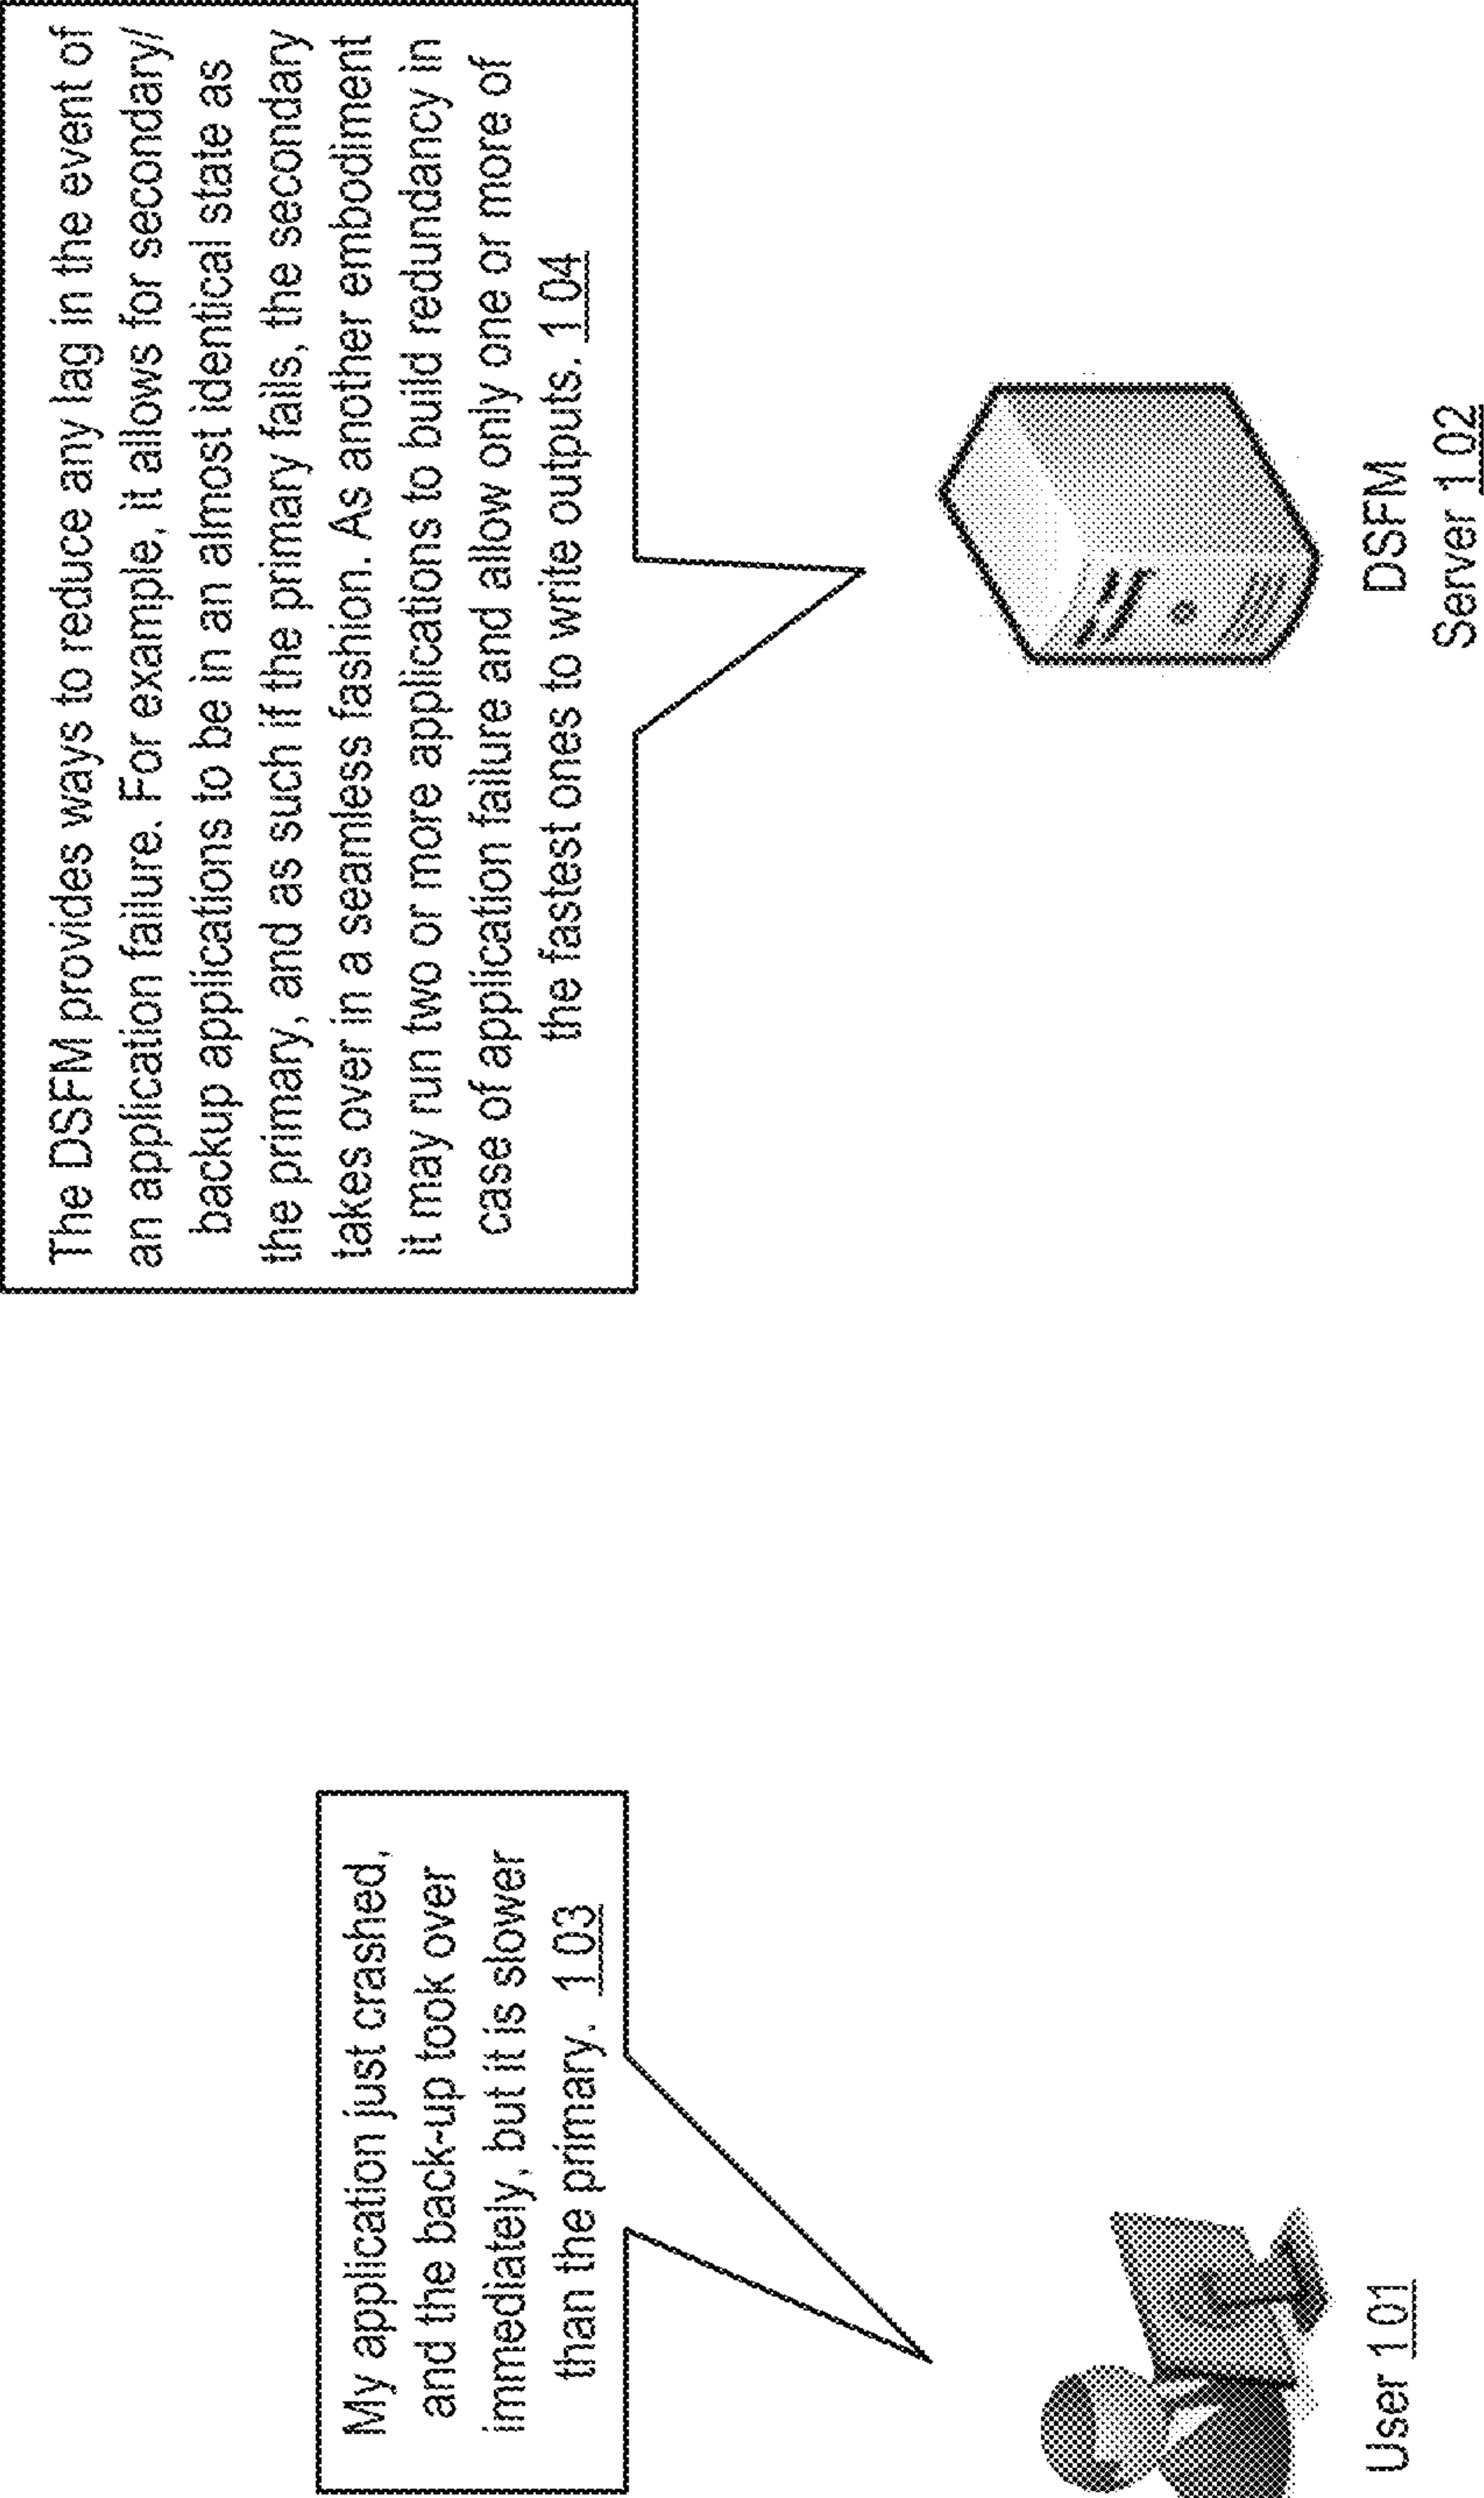 My application just crashed,
and the back-up took over
immediately, but it is slower
than the primary. 103
User 101
The DSFM provides ways to reduce any lag in the event of
an application failure. For example, it allows for secondary/
backup applications to be in an almost identical state as
the primary, and as such if the primary fails, the secondary
takes over in a seamless fashion. As another embodiment
it may run two or more applications to build redundancy in
case of application failure and allow only one or more of
the fastest ones to write outputs. 104
DSFM
Server 102